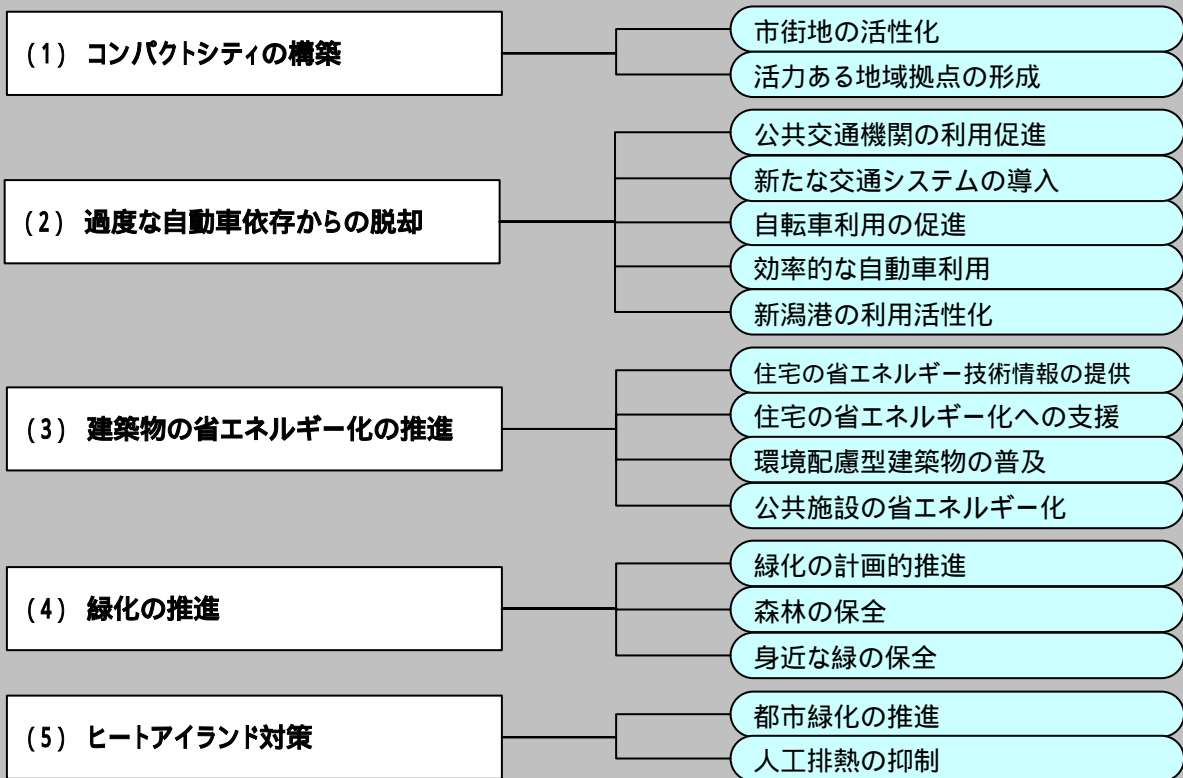 (1) コンパクトシティの構築
市街地の活性化
活力ある地域拠点の形成
(2) 過度な自動車依存からの脱却
公共交通機関の利用促進
新たな交通システムの導入
自転車利用の促進
効率的な自動車利用
新潟港の利用活性化
(3) 建築物の省エネルギー化の推進
住宅の省エネルギー技術情報の提供
住宅の省エネルギー化への支援
環境配慮型建築物の普及
公共施設の省エネルギー化
(4) 緑化の推進
緑化の計画的推進
森林の保全
身近な緑の保全
(5) ヒートアイランド対策
都市緑化の推進
人工排熱の抑制